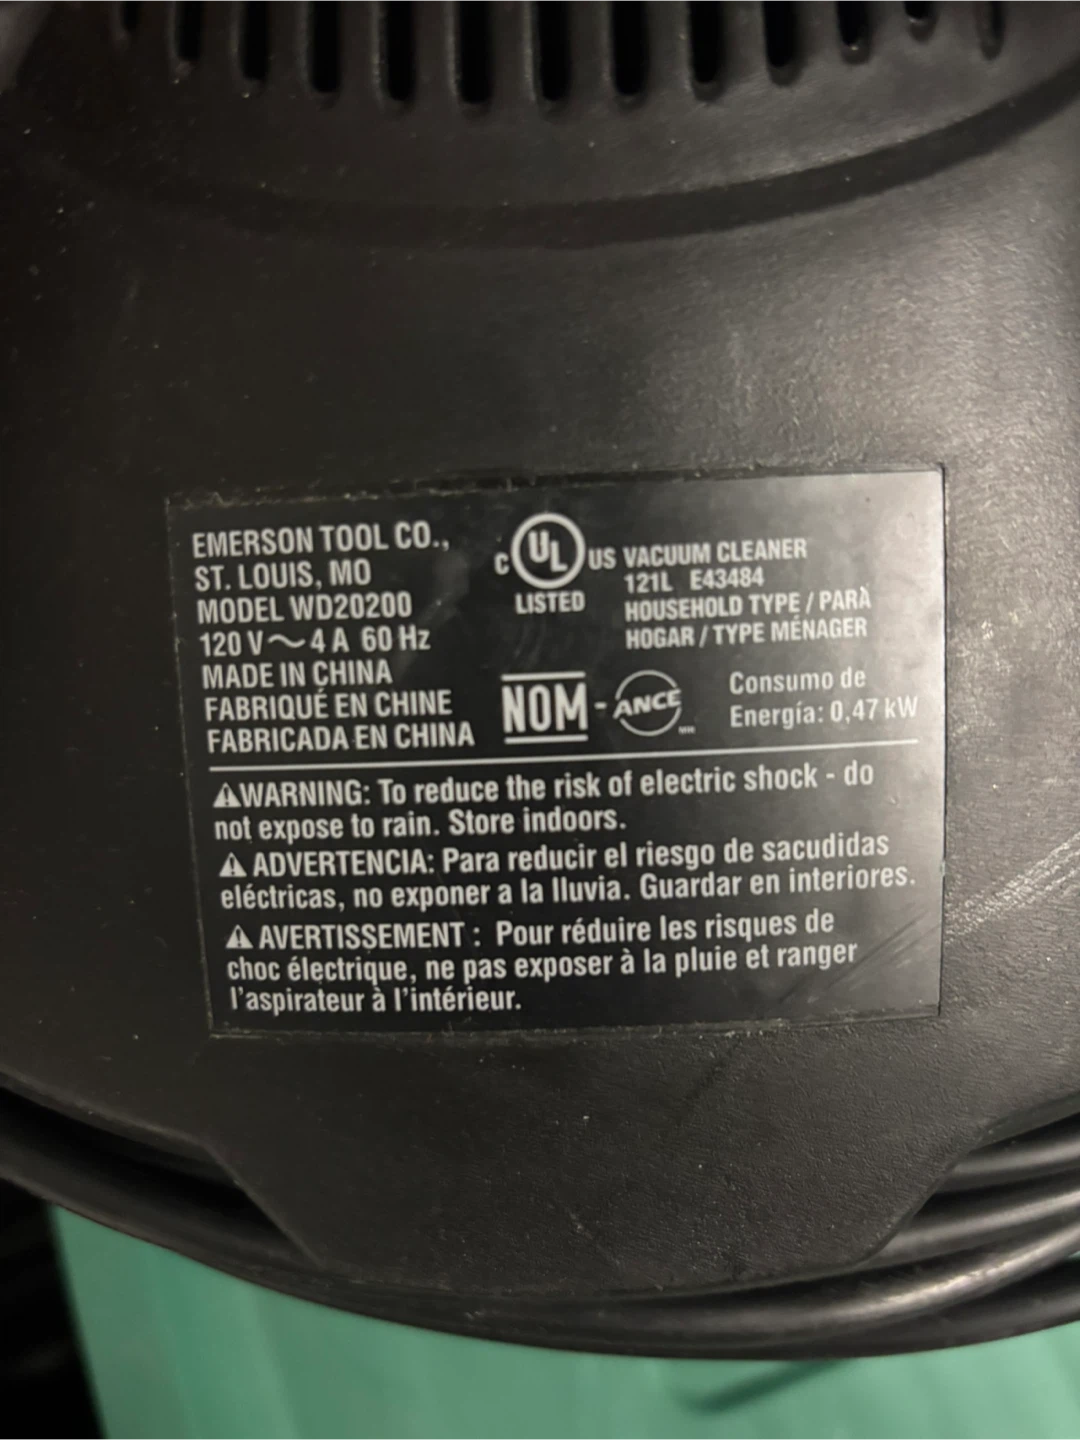 EMERSON TOOL CO.,
ST. LOUIS, MO
MODEL WD20200
120 V～4 A 60 Hz
MADE IN CHINA
FABRIQUÉ EN CHINE
FABRICADA EN CHINA
C UL US
LISTED
VACUUM CLEANER
121L E43484
HOUSEHOLD TYPE / PARA
HOGAR / TYPE MÉNAGER
NOM - ANCE
Consumo de
Energía: 0,47 kW
⚠WARNING: To reduce the risk of electric shock - do
not expose to rain. Store indoors.
⚠ ADVERTENCIA: Para reducir el riesgo de sacudidas
eléctricas, no exponer a la lluvia. Guardar en interiores.
⚠ AVERTISSEMENT : Pour réduire les risques de
choc électrique, ne pas exposer à la pluie et ranger
l'aspirateur à l'intérieur.